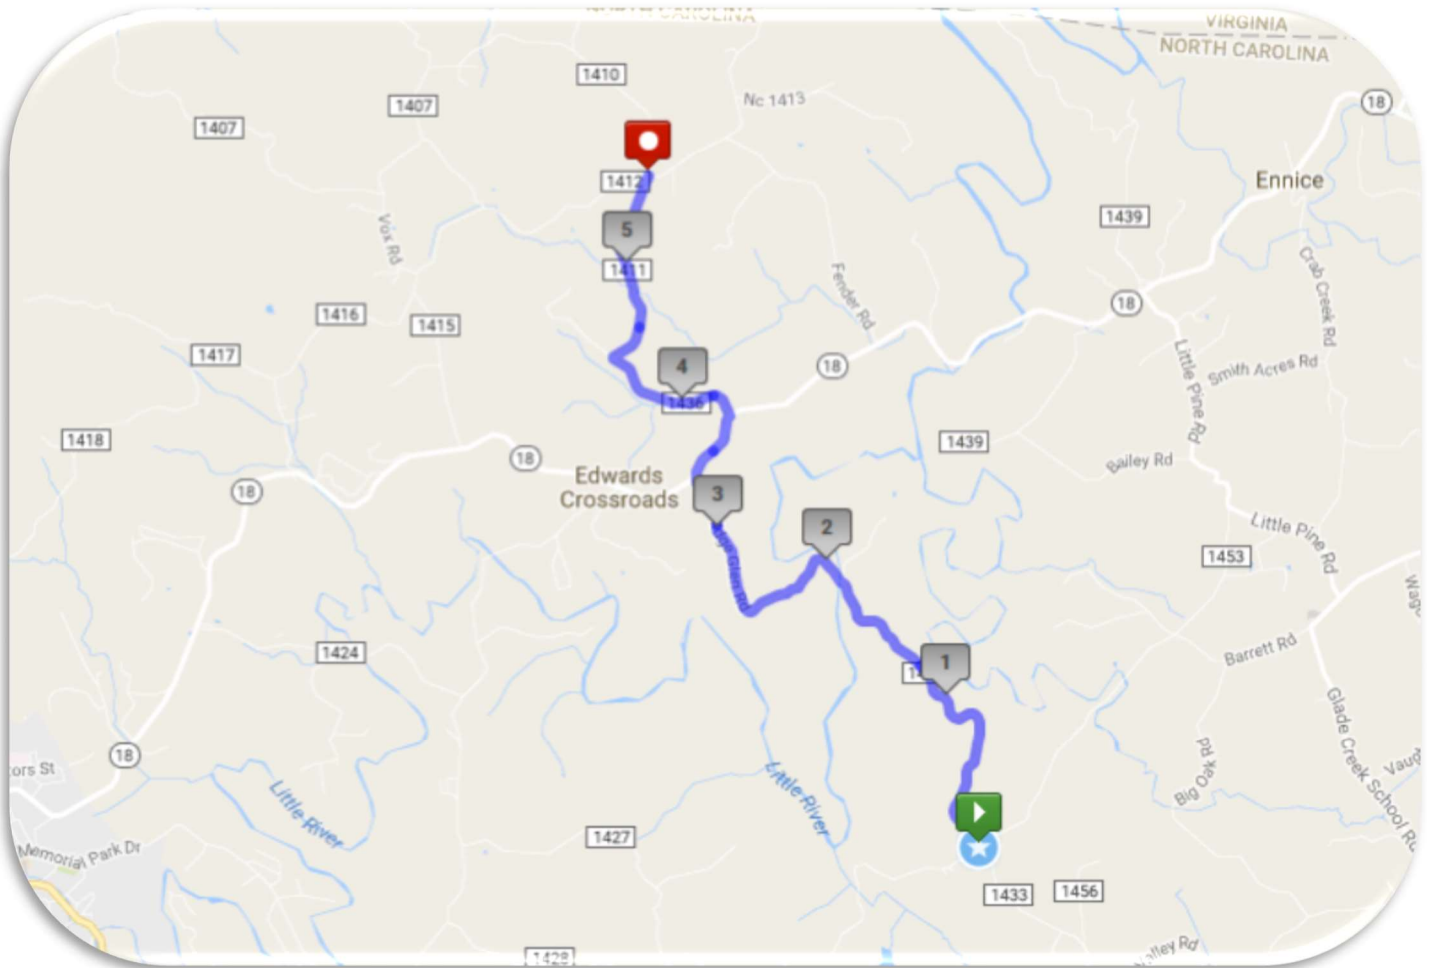 VIRGINIA
NORTH CAROLINA
1410
Nc 1413
18
1407
1407
1412
Ennice
1439
5
Vox Rd
1411
Crab Creek Rd
Fender Rd
18
1416
1415
1417
4
18
Little Pine Rd
Smith Acres Rd
1436
1418
1439
18
Bailey Rd
Edwards
Crossroads
18
3
2
Little Pine Rd
1453
Glen Rd
1424
1
Barrett Rd
18
Glade Creek School Rd
Big Oak Rd
Little River
Little River
Memorial Park Dr
1427
1433
1456
1428